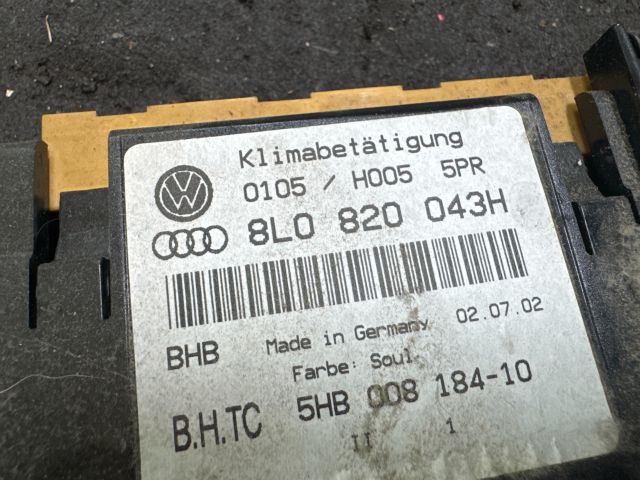 Klimabetätigung
0105 / H005 5PR
8L0 820 043H
BHB Made in Germany 02.07.02
Farbe: Soul
B.H.TC 5HB 008 184-10
II 1